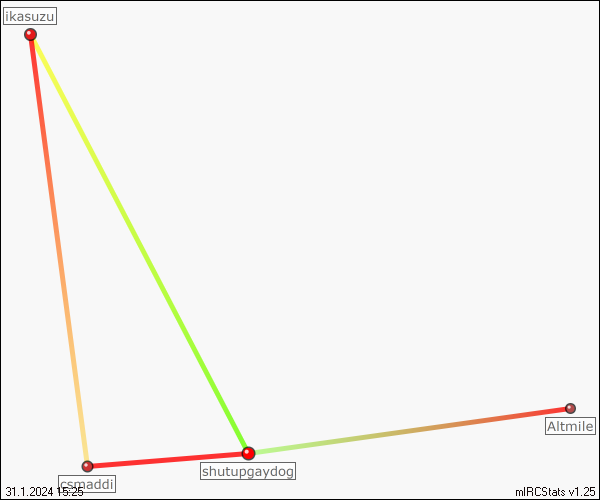 ikasuzu
Altmile
shutupgaydog
csmaddi
31.1.2024 15:25
mIRCStats v1.25